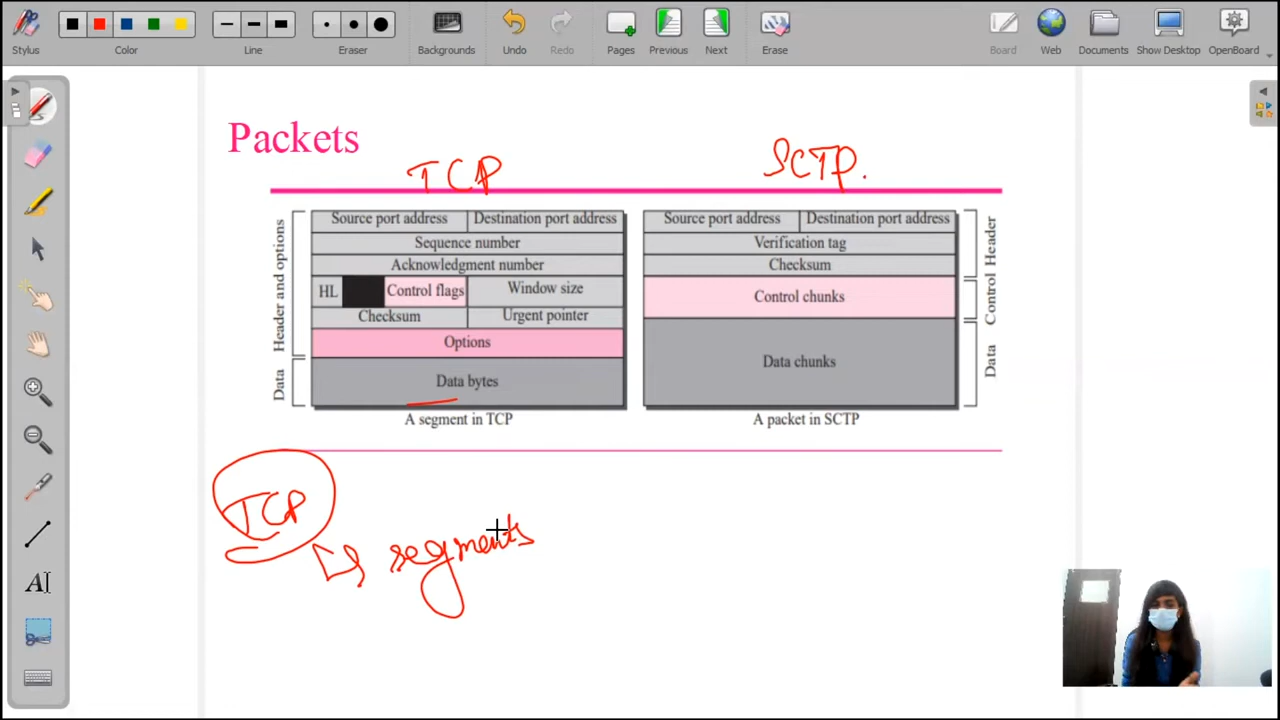 Stylus Color Line Eraser Backgrounds Undo Redo Pages Previous Next Erase Board Web Documents Show Desktop OpenBoard
Packets
TCP SCTP.
Header and options
Data
Source port address Destination port address
Sequence number
Acknowledgment number
HL Control flags Window size
Checksum Urgent pointer
Options
Data bytes
A segment in TCP
Source port address Destination port address
Verification tag
Checksum
Control chunks
Data chunks
A packet in SCTP
Header
Control
Data
TCP
segments
A